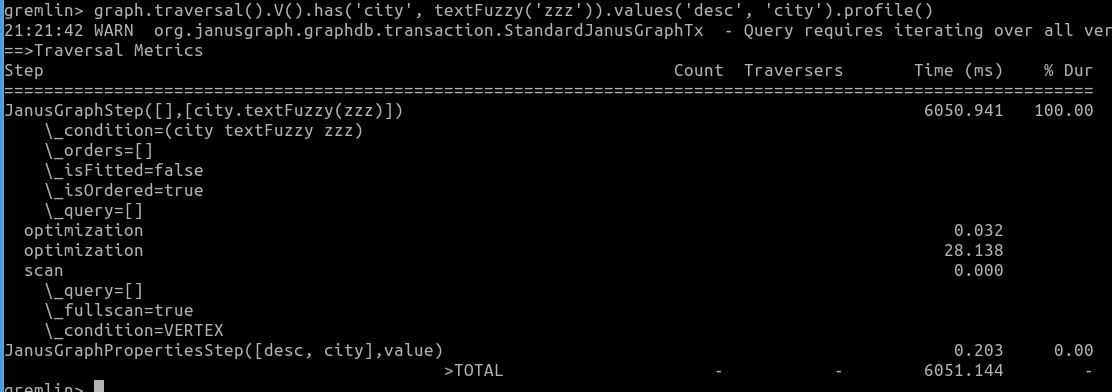 gremlin> graph.traversal().V().has('city', textFuzzy('zzz')).values('desc', 'city').profile()
21:21:42 WARN  org.janusgraph.graphdb.transaction.StandardJanusGraphTx  - Query requires iterating over all ver
==>Traversal Metrics
Step                                                               Count  Traversers       Time (ms)    % Dur
=============================================================================================================
JanusGraphStep([],[city.textFuzzy(zzz)])                                                    6050.941   100.00
    \_condition=(city textFuzzy zzz)
    \_orders=[]
    \_isFitted=false
    \_isOrdered=true
    \_query=[]
  optimization                                                                                 0.032
  optimization                                                                                28.138
  scan                                                                                         0.000
    \_query=[]
    \_fullscan=true
    \_condition=VERTEX
JanusGraphPropertiesStep([desc, city],value)                                                   0.203     0.00
                                            >TOTAL                     -           -        6051.144        -
gremlin>